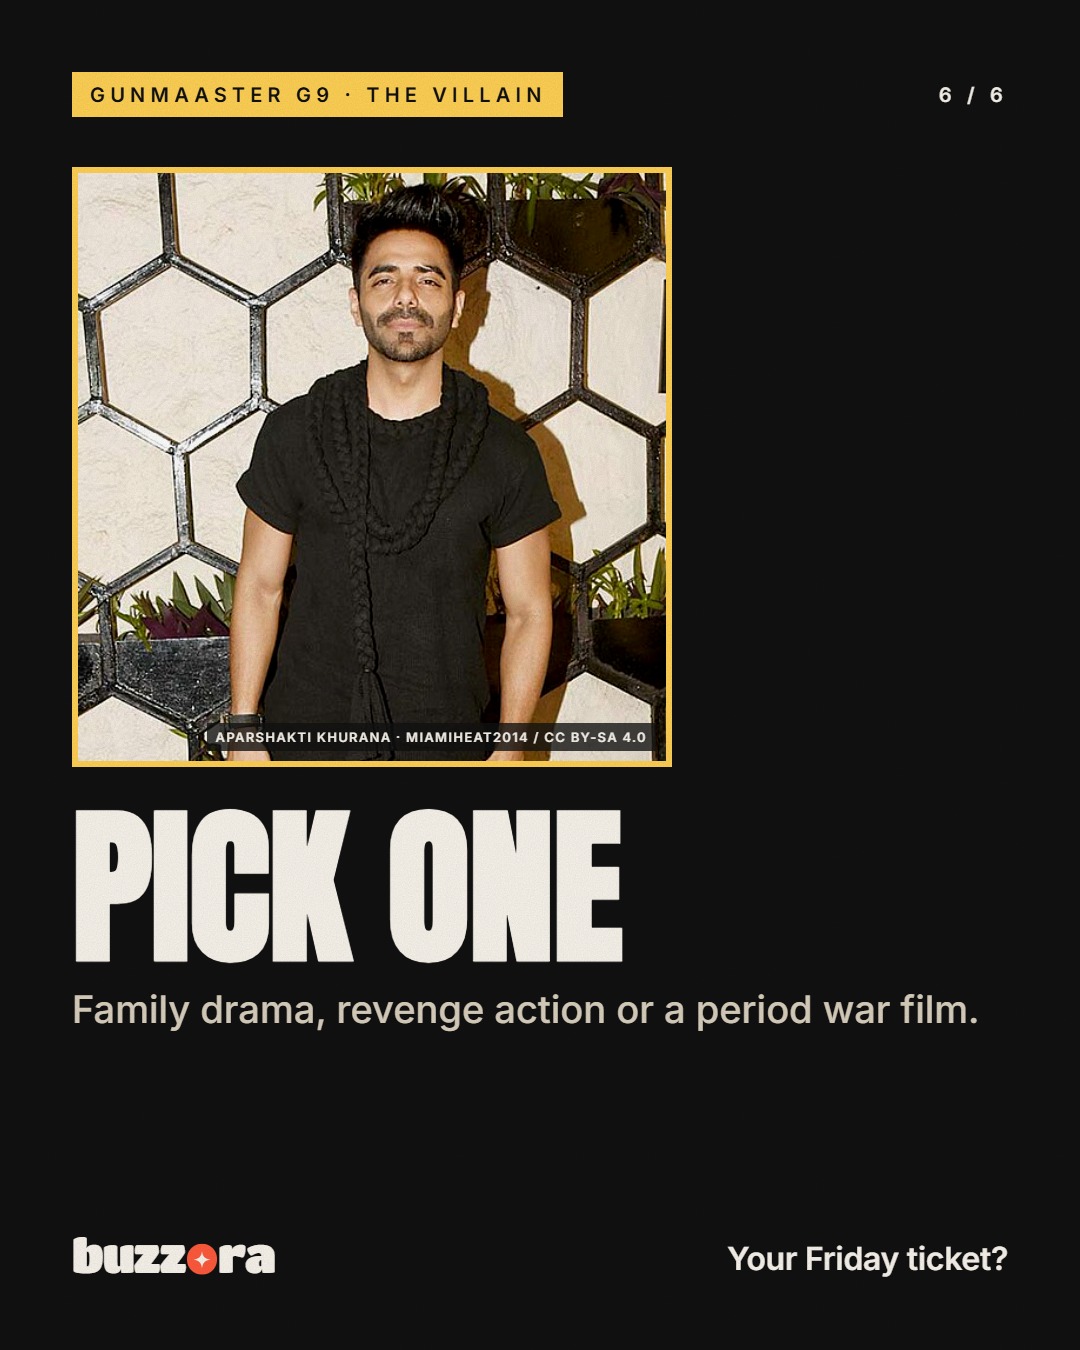 GUNMAASTER G9 · THE VILLAIN
6 / 6
APARSHAKTI KHURANA · MIAMIHEAT2014 / CC BY-SA 4.0
PICK ONE
Family drama, revenge action or a period war film.
buzzora
Your Friday ticket?